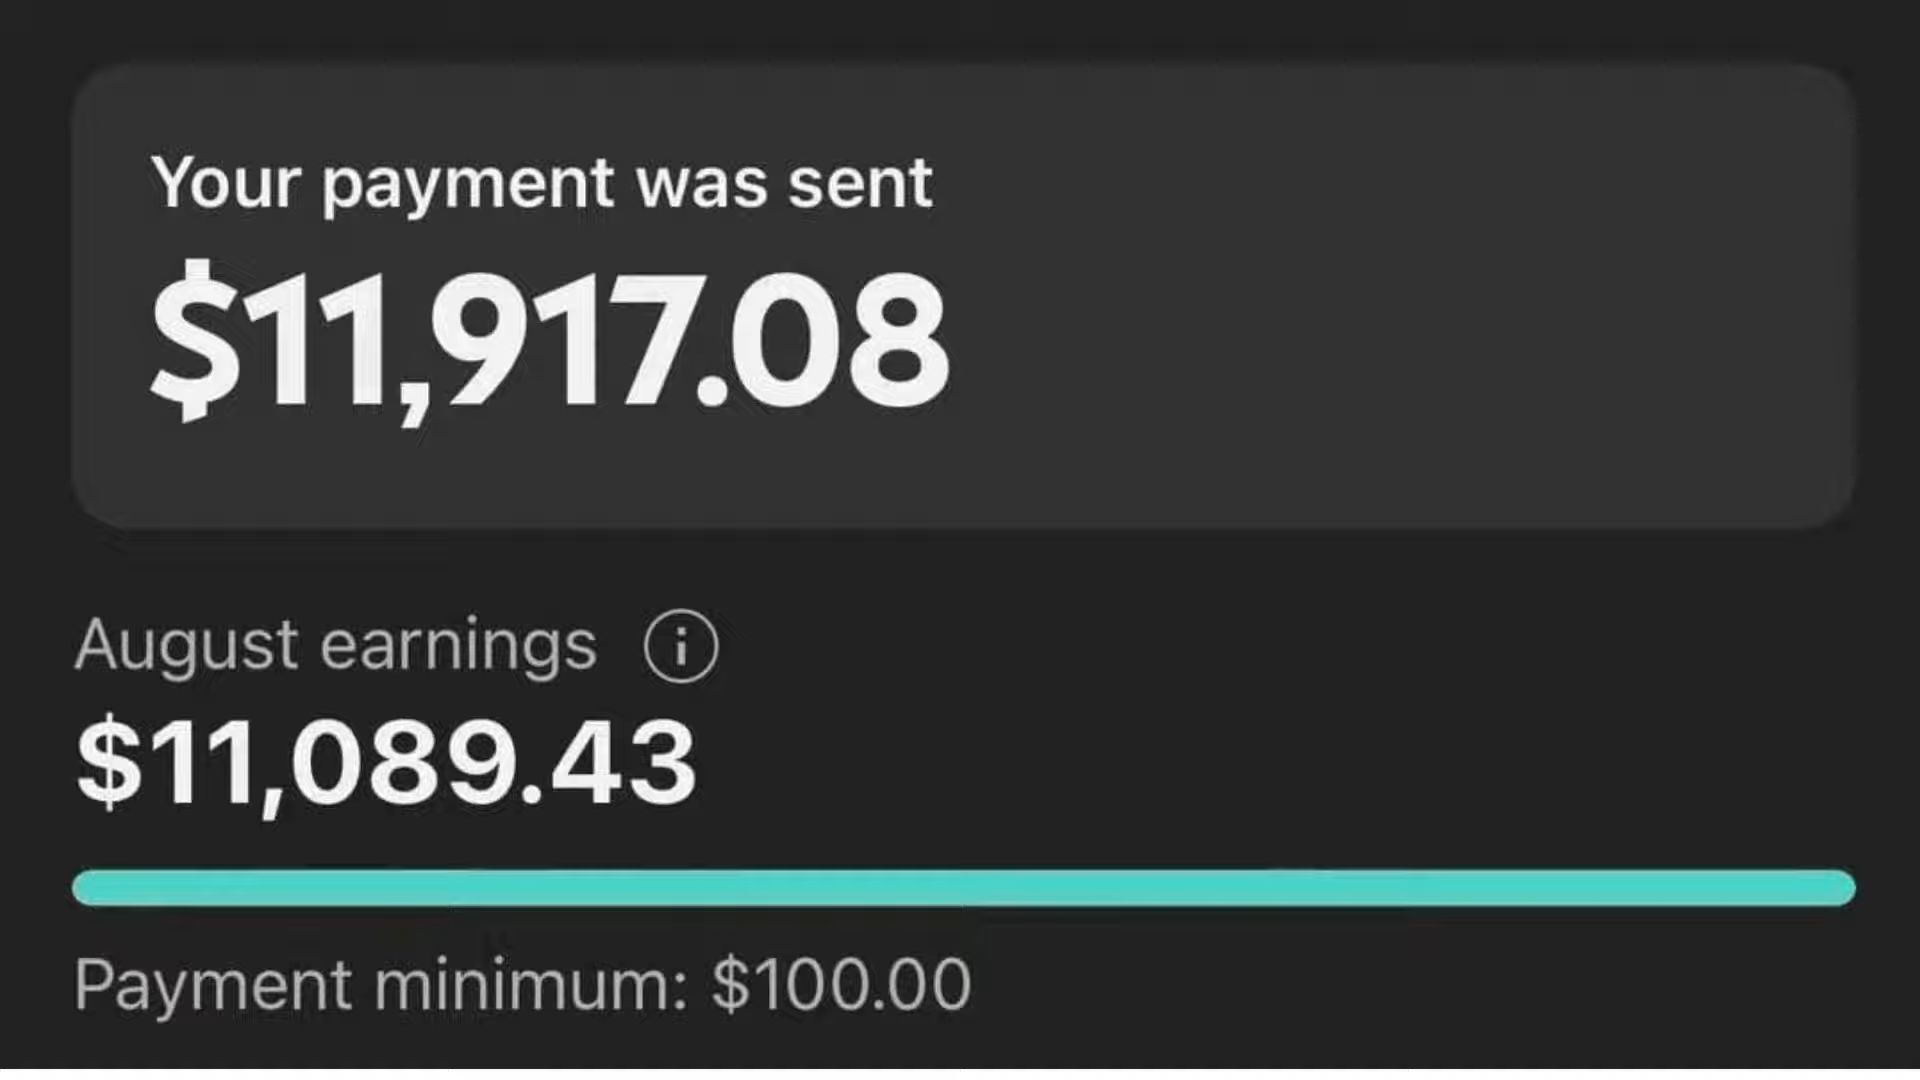 Your payment was sent
$11,917.08
August earnings
$11,089.43
Payment minimum: $100.00